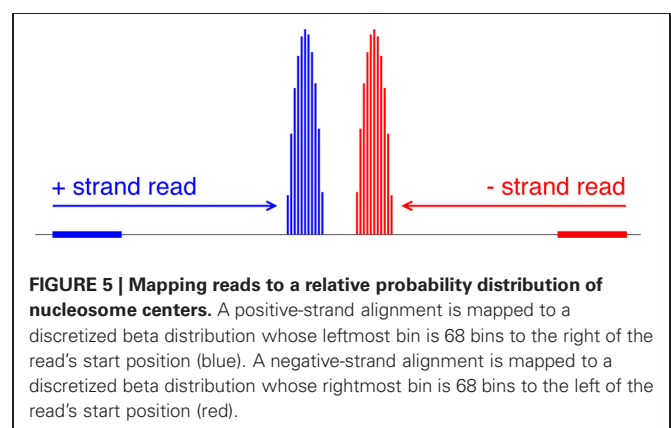 + strand read
- strand read
FIGURE 5 | Mapping reads to a relative probability distribution of
nucleosome centers. A positive-strand alignment is mapped to a
discretized beta distribution whose leftmost bin is 68 bins to the right of the
read's start position (blue). A negative-strand alignment is mapped to a
discretized beta distribution whose rightmost bin is 68 bins to the left of the
read's start position (red).